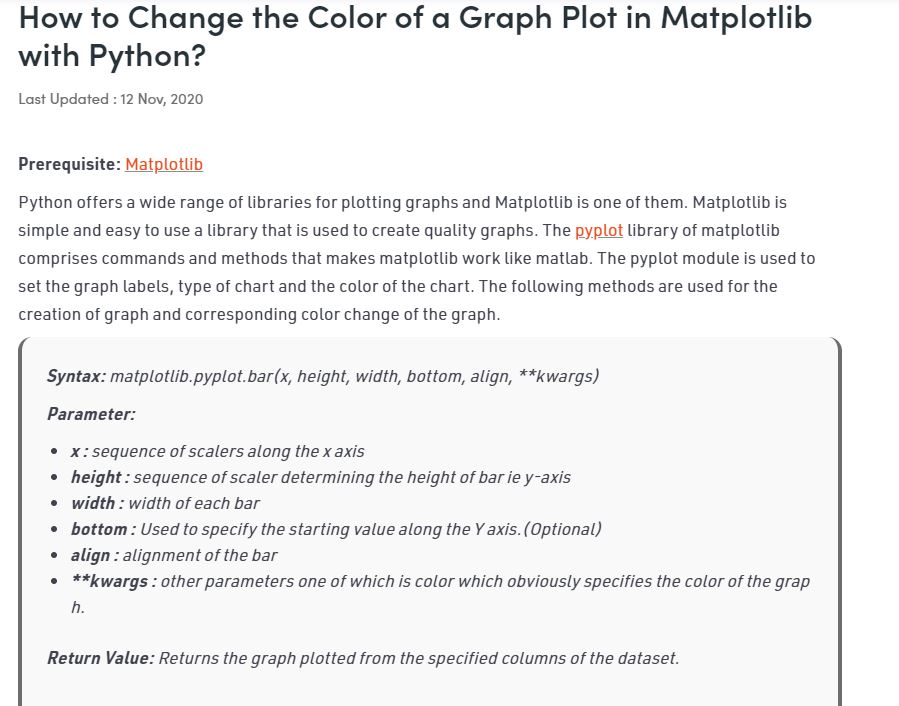 How to Change the Color of a Graph Plot in Matplotlib
with Python?
Last Updated : 12 Nov, 2020
Prerequisite: Matplotlib
Python offers a wide range of libraries for plotting graphs and Matplotlib is one of them. Matplotlib is
simple and easy to use a library that is used to create quality graphs. The pyplot library of matplotlib
comprises commands and methods that makes matplotlib work like matlab. The pyplot module is used to
set the graph labels, type of chart and the color of the chart. The following methods are used for the
creation of graph and corresponding color change of the graph.
Syntax: matplotlib.pyplot.bar(x, height, width, bottom, align, **kwargs)
Parameter:
• x : sequence of scalers along the x axis
• height : sequence of scaler determining the height of bar ie y-axis
• width : width of each bar
• bottom : Used to specify the starting value along the Y axis.(Optional)
• align : alignment of the bar
• **kwargs : other parameters one of which is color which obviously specifies the color of the grap
h.
Return Value: Returns the graph plotted from the specified columns of the dataset.